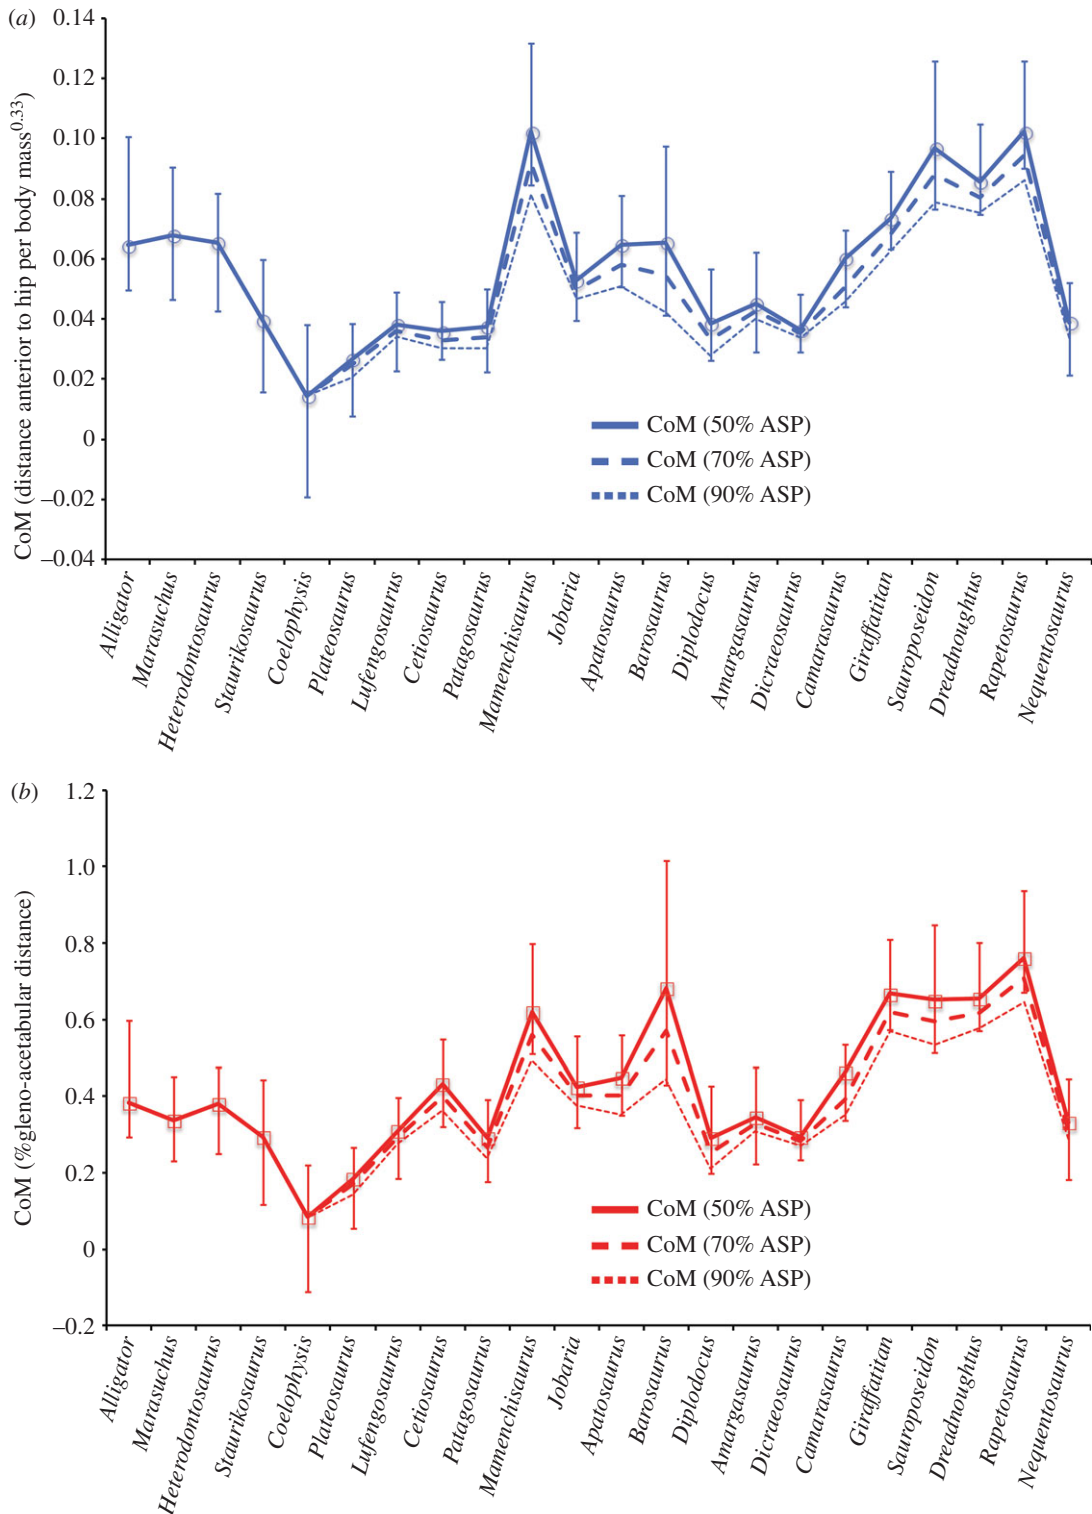 (a)
CoM (distance anterior to hip per body mass0.33)
0.14
0.12
0.10
0.08
0.06
0.04
0.02
0
–0.02
–0.04
CoM (50% ASP)
CoM (70% ASP)
CoM (90% ASP)
Alligator
Marasuchus
Heterodontosaurus
Staurikosaurus
Coelophysis
Plateosaurus
Lufengosaurus
Cetiosaurus
Patagosaurus
Mamenchisaurus
Jobaria
Apatosaurus
Barosaurus
Diplodocus
Amargasaurus
Dicraeosaurus
Camarasaurus
Giraffatitan
Sauroposeidon
Dreadnoughtus
Rapetosaurus
Nequentosaurus
(b)
CoM (%gleno-acetabular distance)
1.2
1.0
0.8
0.6
0.4
0.2
0
–0.2
CoM (50% ASP)
CoM (70% ASP)
CoM (90% ASP)
Alligator
Marasuchus
Heterodontosaurus
Staurikosaurus
Coelophysis
Plateosaurus
Lufengosaurus
Cetiosaurus
Patagosaurus
Mamenchisaurus
Jobaria
Apatosaurus
Barosaurus
Diplodocus
Amargasaurus
Dicraeosaurus
Camarasaurus
Giraffatitan
Sauroposeidon
Dreadnoughtus
Rapetosaurus
Nequentosaurus